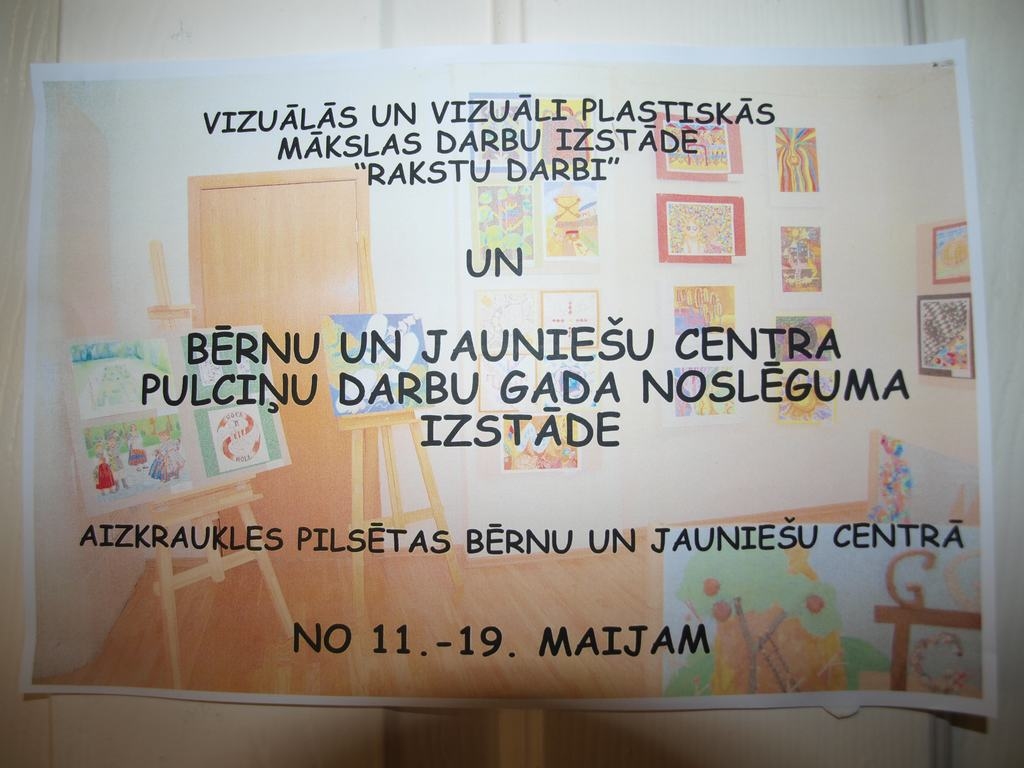 VIZUĀLĀS UN VIZUĀLI PLASTISKĀS
MĀKSLAS DARBU IZSTĀDE
"RAKSTU DARBI"
UN
BĒRNU UN JAUNIEŠU CENTRA
PULCIŅU DARBU GADA NOSLĒGUMA
IZSTĀDE
AIZKRAUKLES PILSĒTAS BĒRNU UN JAUNIEŠU CENTRĀ
NO 11.-19. MAIJAM